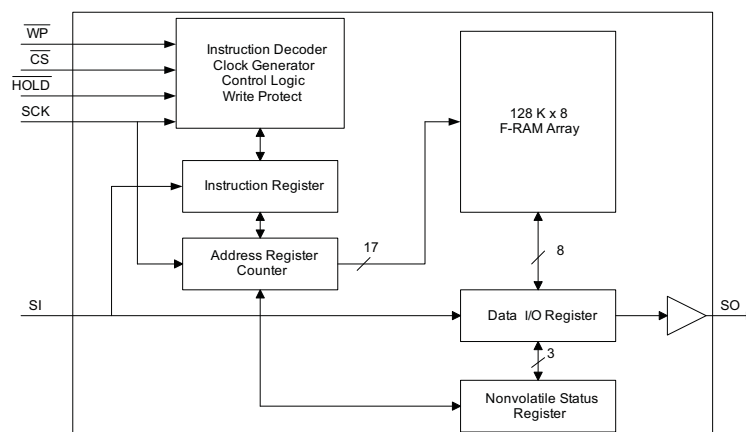 WP
CS
HOLD
SCK
Instruction Decoder
Clock Generator
Control Logic
Write Protect
128 K x 8
F-RAM Array
Instruction Register
Address Register
Counter
17
8
SI
Data I/O Register
SO
3
Nonvolatile Status
Register